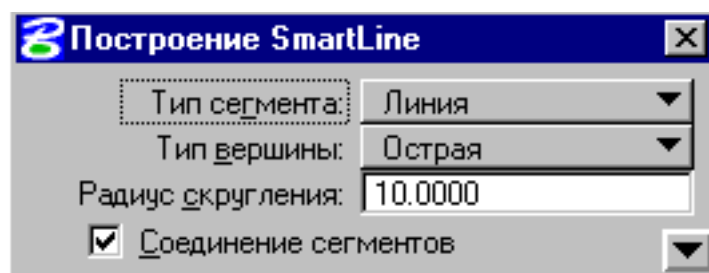 Построение SmartLine
Тип сегмента: Линия
Тип вершины: Острая
Радиус скругления: 10.0000
Соединение сегментов